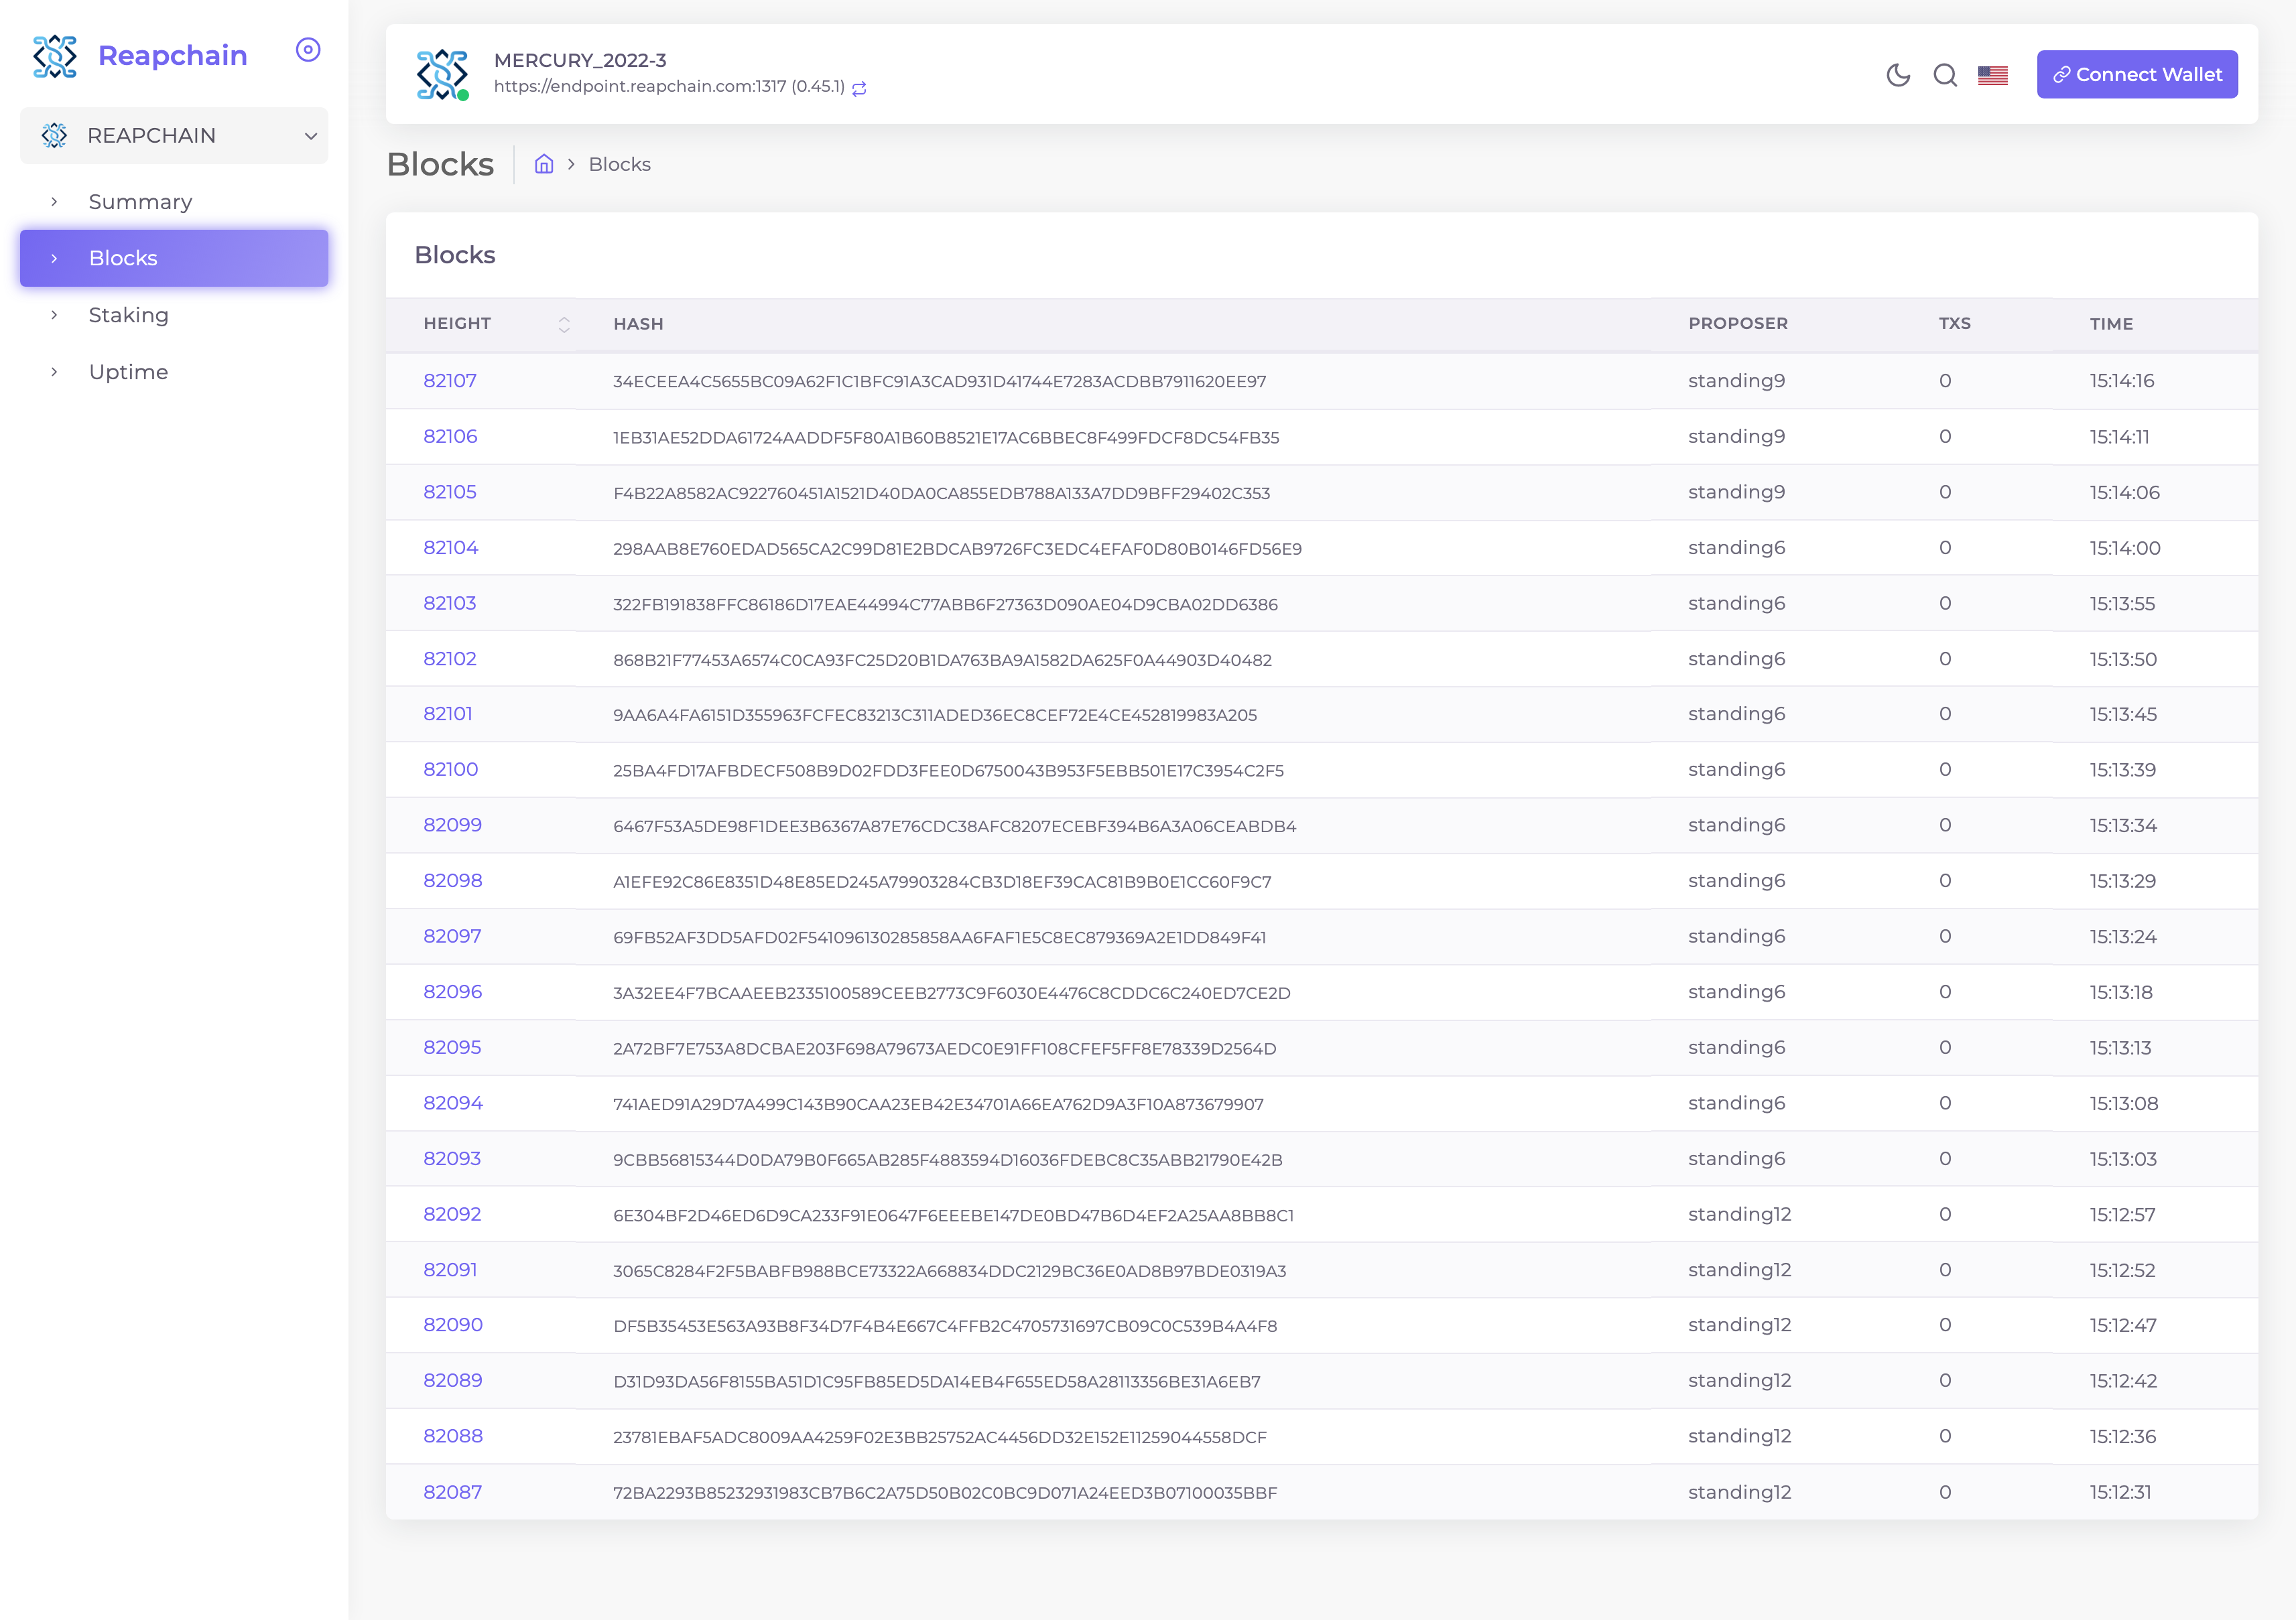 Reapchain
REAPCHAIN
Summary
Blocks
Staking
Uptime
MERCURY_2022-3
https://endpoint.reapchain.com:1317 (0.45.1)
Connect Wallet
Blocks
Blocks
Blocks
HEIGHT HASH PROPOSER TXS TIME
82107 34ECEEA4C5655BC09A62F1C1BFC91A3CAD931D41744E7283ACDBB7911620EE97 standing9 0 15:14:16
82106 1EB31AE52DDA61724AADDF5F80A1B60B8521E17AC6BBEC8F499FDCF8DC54FB35 standing9 0 15:14:11
82105 F4B22A8582AC922760451A1521D40DA0CA855EDB788A133A7DD9BFF29402C353 standing9 0 15:14:06
82104 298AAB8E760EDAD565CA2C99D81E2BDCAB9726FC3EDC4EFAF0D80B0146FD56E9 standing6 0 15:14:00
82103 322FB191838FFC86186D17EAE44994C77ABB6F27363D090AE04D9CBA02DD6386 standing6 0 15:13:55
82102 868B21F77453A6574C0CA93FC25D20B1DA763BA9A1582DA625F0A44903D40482 standing6 0 15:13:50
82101 9AA6A4FA6151D355963FCFEC83213C311ADED36EC8CEF72E4CE452819983A205 standing6 0 15:13:45
82100 25BA4FD17AFBDECF508B9D02FDD3FEE0D6750043B953F5EBB501E17C3954C2F5 standing6 0 15:13:39
82099 6467F53A5DE98F1DEE3B6367A87E76CDC38AFC8207ECEBF394B6A3A06CEABDB4 standing6 0 15:13:34
82098 A1EFE92C86E8351D48E85ED245A79903284CB3D18EF39CAC81B9B0E1CC60F9C7 standing6 0 15:13:29
82097 69FB52AF3DD5AFD02F541096130285858AA6FAF1E5C8EC879369A2E1DD849F41 standing6 0 15:13:24
82096 3A32EE4F7BCAAEEB2335100589CEEB2773C9F6030E4476C8CDDC6C240ED7CE2D standing6 0 15:13:18
82095 2A72BF7E753A8DCBAE203F698A79673AEDC0E91FF108CFEF5FF8E78339D2564D standing6 0 15:13:13
82094 741AED91A29D7A499C143B90CAA23EB42E34701A66EA762D9A3F10A873679907 standing6 0 15:13:08
82093 9CBB56815344D0DA79B0F665AB285F4883594D16036FDEBC8C35ABB21790E42B standing6 0 15:13:03
82092 6E304BF2D46ED6D9CA233F91E0647F6EEEBE147DE0BD47B6D4EF2A25AA8BB8C1 standing12 0 15:12:57
82091 3065C8284F2F5BABFB988BCE73322A668834DDC2129BC36E0AD8B97BDE0319A3 standing12 0 15:12:52
82090 DF5B35453E563A93B8F34D7F4B4E667C4FFB2C4705731697CB09C0C539B4A4F8 standing12 0 15:12:47
82089 D31D93DA56F8155BA51D1C95FB85ED5DA14EB4F655ED58A28113356BE31A6EB7 standing12 0 15:12:42
82088 23781EBAF5ADC8009AA4259F02E3BB25752AC4456DD32E152E11259044558DCF standing12 0 15:12:36
82087 72BA2293B85232931983CB7B6C2A75D50B02C0BC9D071A24EED3B07100035BBF standing12 0 15:12:31